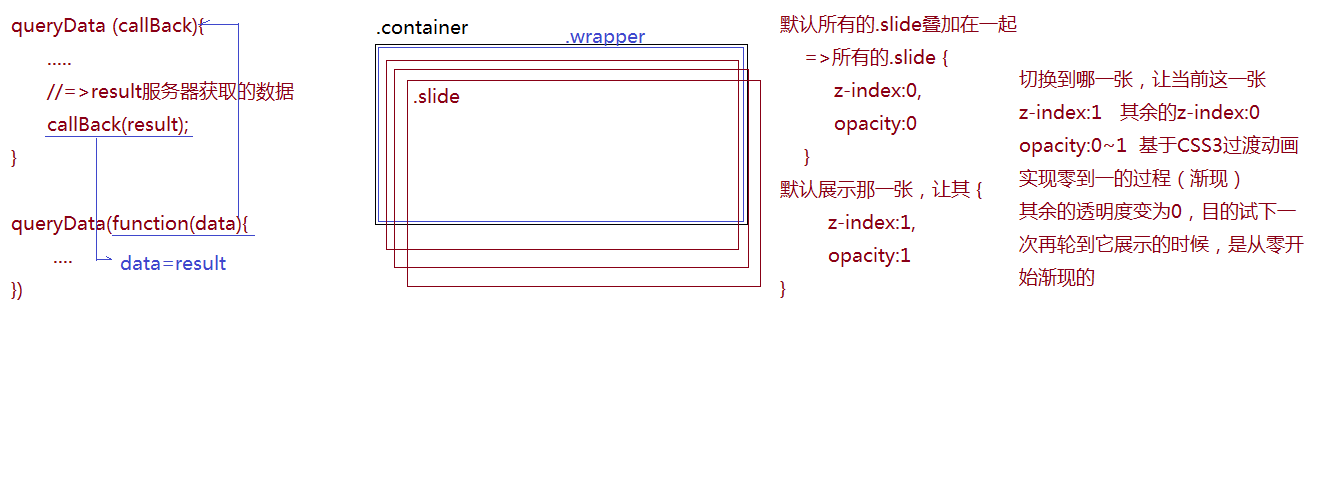 queryData (callBack){
.....
//=>result服务器获取的数据
callBack(result);
}
queryData(function(data){
....
data=result
})
.container
.wrapper
.slide
默认所有的.slide叠加在一起
=>所有的.slide {
z-index:0,
opacity:0
}
默认展示那一张，让其 {
z-index:1,
opacity:1
}
切换到哪一张，让当前这一张
z-index:1 其余的z-index:0
opacity:0~1 基于CSS3过渡动画
实现零到一的过程（渐现）
其余的透明度变为0，目的试下一
次再轮到它展示的时候，是从零开
始渐现的